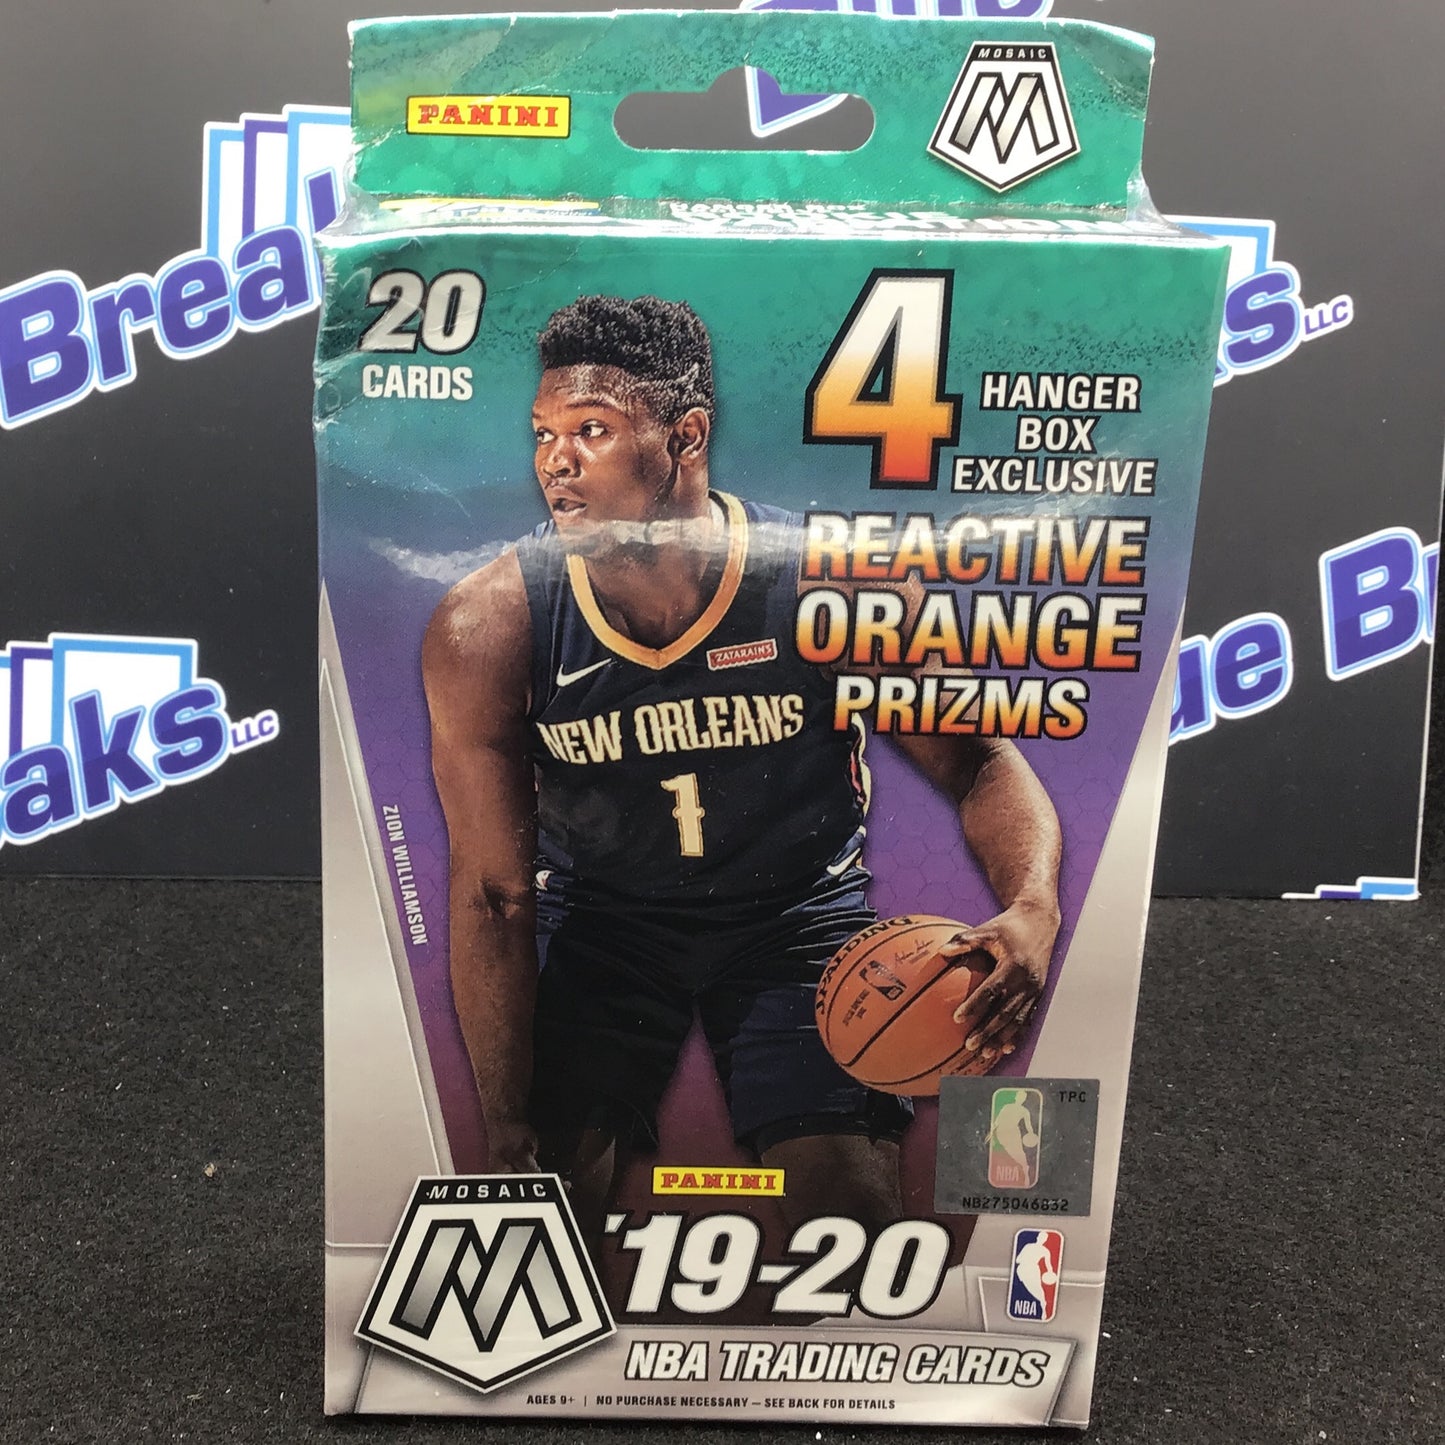 MOSAIC
PANINI
M
20
CARDS
4
HANGER
BOX
EXCLUSIVE
REACTIVE
ORANGE
PRIZMS
ZATARAIN'S
NEW ORLEANS
1
ZION WILLIAMSON
SPALDING
TPC
NBA
NB275046832
PANINI
MOSAIC
M
'19-20
NBA
NBA TRADING CARDS
AGES 9+ | NO PURCHASE NECESSARY – SEE BACK FOR DETAILS
Brea
s LLC
aks LLC
ue B